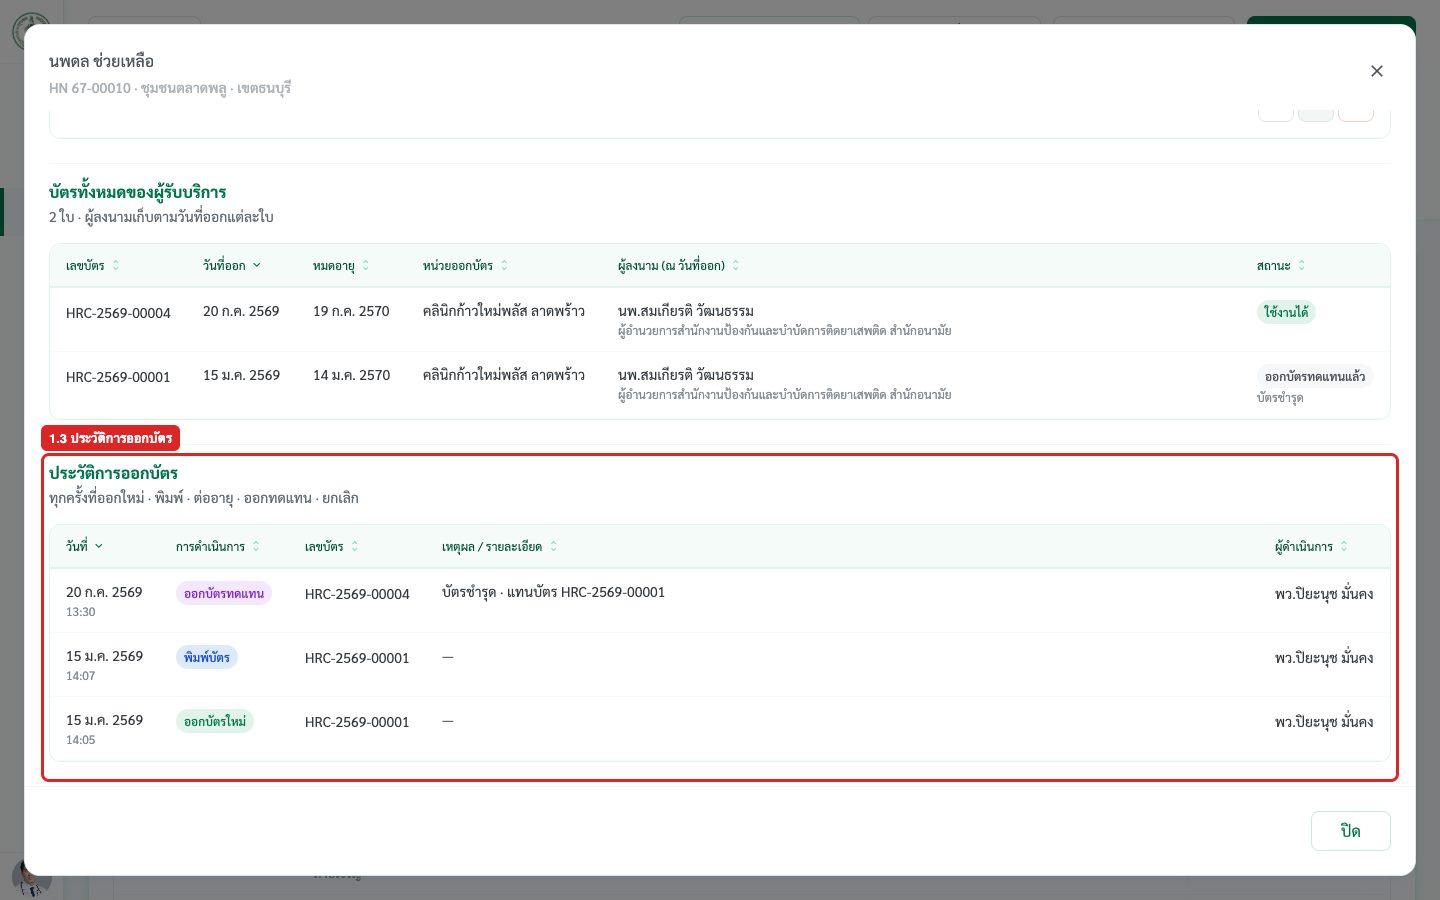 นพดล ช่วยเหลือ
HN 67-00010 · ชุมชนตลาดพลู · เขตธนบุรี
บัตรทั้งหมดของผู้รับบริการ
2 ใบ · ผู้ลงนามเก็บตามวันที่ออกแต่ละใบ
เลขบัตร วันที่ออก หมดอายุ หน่วยออกบัตร ผู้ลงนาม (ณ วันที่ออก) สถานะ
HRC-2569-00004 20 ก.ค. 2569 19 ก.ค. 2570 คลินิกก้าวใหม่พลัส ลาดพร้าว นพ.สมเกียรติ วัฒนธรรม ใช้งานได้
ผู้อำนวยการสำนักงานป้องกันและบำบัดการติดยาเสพติด สำนักอนามัย
HRC-2569-00001 15 ม.ค. 2569 14 ม.ค. 2570 คลินิกก้าวใหม่พลัส ลาดพร้าว นพ.สมเกียรติ วัฒนธรรม ออกบัตรทดแทนแล้ว
ผู้อำนวยการสำนักงานป้องกันและบำบัดการติดยาเสพติด สำนักอนามัย บัตรชำรุด
1.3 ประวัติการออกบัตร
ประวัติการออกบัตร
ทุกครั้งที่ออกใหม่ · พิมพ์ · ต่ออายุ · ออกทดแทน · ยกเลิก
วันที่ การดำเนินการ เลขบัตร เหตุผล / รายละเอียด ผู้ดำเนินการ
20 ก.ค. 2569 ออกบัตรทดแทน HRC-2569-00004 บัตรชำรุด · แทนบัตร HRC-2569-00001 พว.ปิยะนุช มั่นคง
13:30
15 ม.ค. 2569 พิมพ์บัตร HRC-2569-00001 — พว.ปิยะนุช มั่นคง
14:07
15 ม.ค. 2569 ออกบัตรใหม่ HRC-2569-00001 — พว.ปิยะนุช มั่นคง
14:05
ปิด